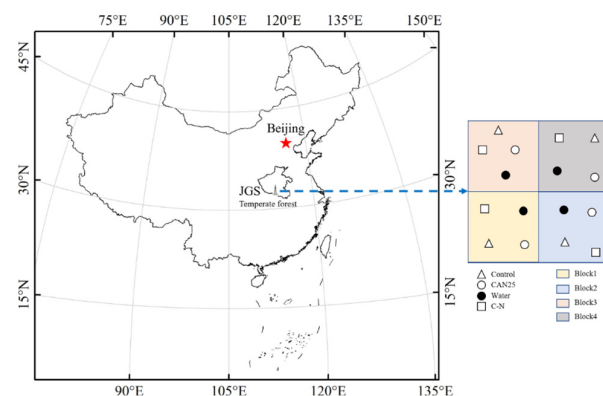 75°E 90°E 105°E 120°E 135°E 150°E
45°N
Beijing
30°N
30°N
JGS
Temperate forest
15°N
15°N
90°E 105°E 120°E 135°E
Control
CAN25
Water
C-N
Block1
Block2
Block3
Block4